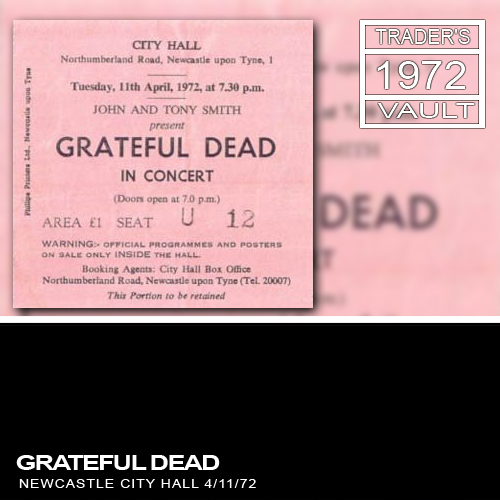 CITY HALL
Northumberland Road, Newcastle upon Tyne, 1
Tuesday, 11th April, 1972, at 7.30 p.m.
JOHN AND TONY SMITH
present
GRATEFUL DEAD
IN CONCERT
(Doors open at 7.0 p.m.)
AREA £1 SEAT U 12
WARNING:- OFFICIAL PROGRAMMES AND POSTERS
ON SALE ONLY INSIDE THE HALL.
Booking Agents: City Hall Box Office
Northumberland Road, Newcastle upon Tyne (Tel. 20007)
This Portion to be retained
Phillips Printers Ltd., Newcastle upon Tyne
TRADER'S
1972
VAULT
DEAD
GRATEFUL DEAD
NEWCASTLE CITY HALL 4/11/72